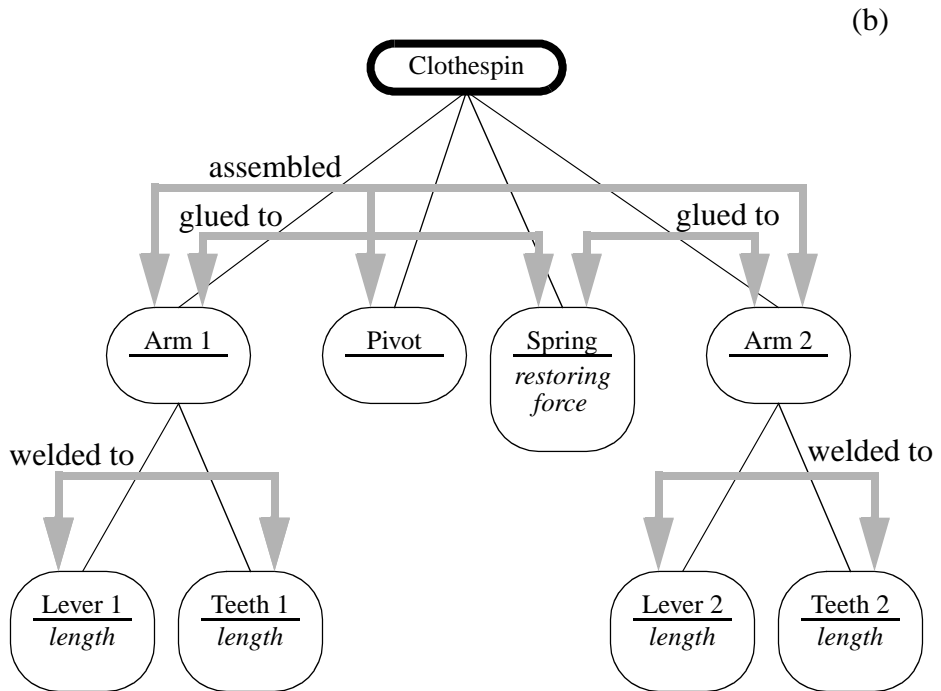 (b)
Clothespin
assembled
glued to
glued to
Arm 1
Pivot
Spring
restoring
force
Arm 2
welded to
welded to
Lever 1
length
Teeth 1
length
Lever 2
length
Teeth 2
length